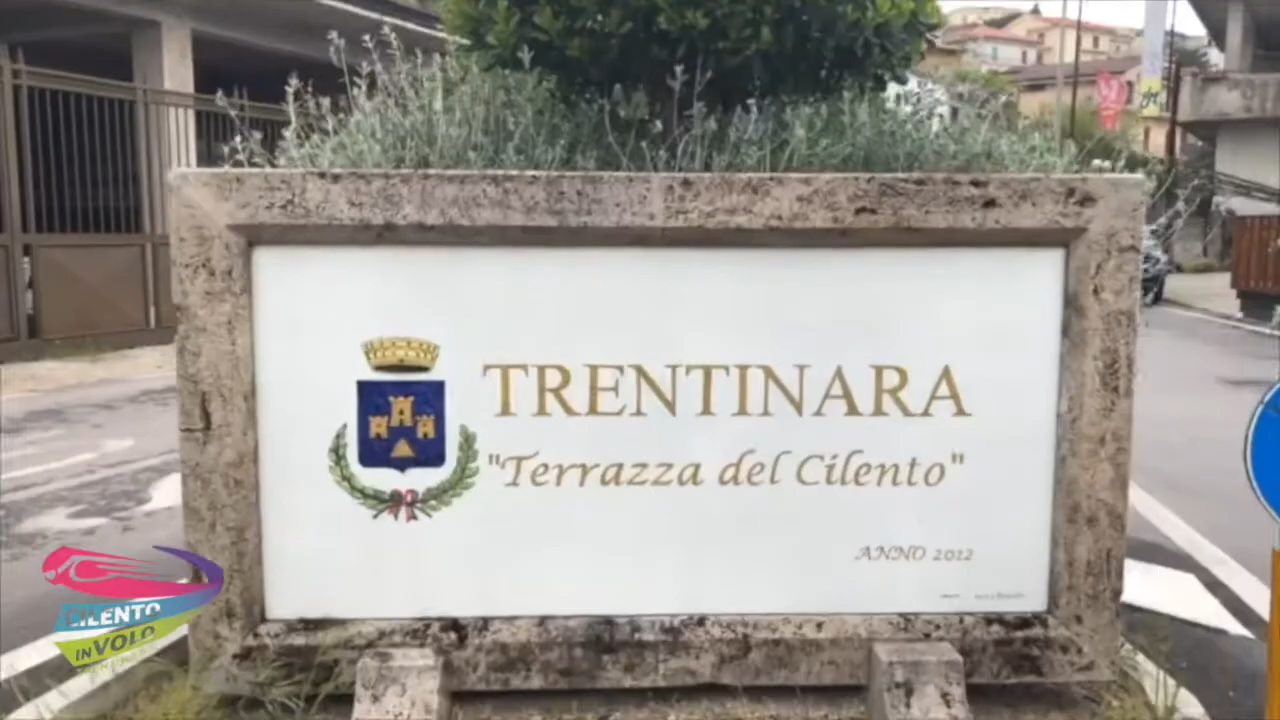 TRENTINARA
"Terrazza del Cilento"
ANNO 2012
CILENTO
IN VOLO